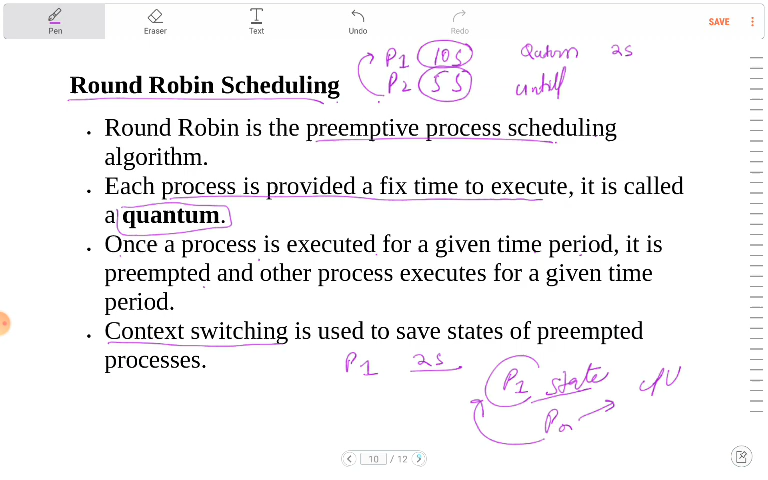 Pen Eraser Text Undo Redo SAVE
P1 10S Quatum 2S
P2 5S untill
Round Robin Scheduling
• Round Robin is the preemptive process scheduling
algorithm.
• Each process is provided a fix time to execute, it is called
a quantum.
• Once a process is executed for a given time period, it is
preempted and other process executes for a given time
period.
• Context switching is used to save states of preempted
processes.
P1 2S
P1 state
10 / 12